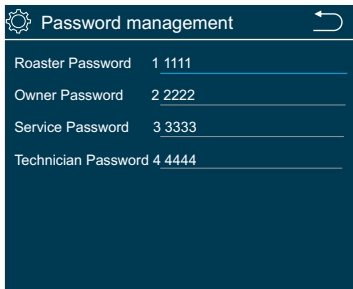 Password management
Roaster Password 1 1111
Owner Password 2 2222
Service Password 3 3333
Technician Password 4 4444